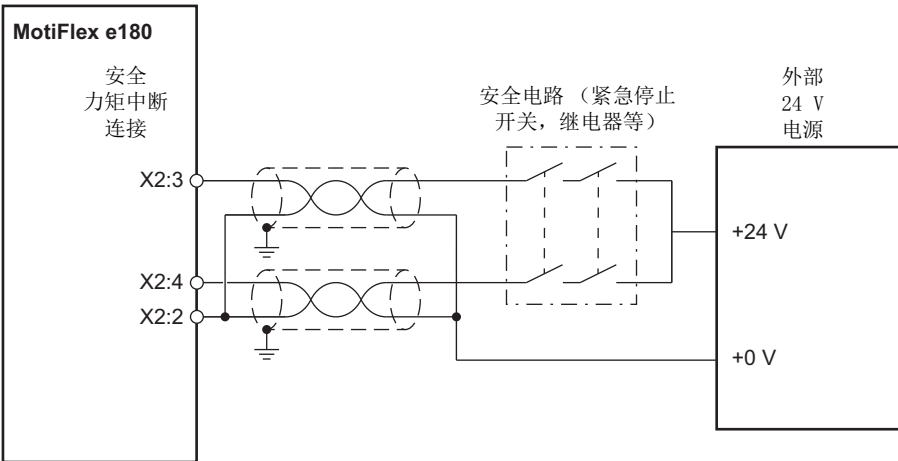 MotiFlex e180
安全
力矩中断
连接
X2:3
X2:4
X2:2
安全电路 （紧急停止
开关，继电器等）
外部
24 V
电源
+24 V
+0 V